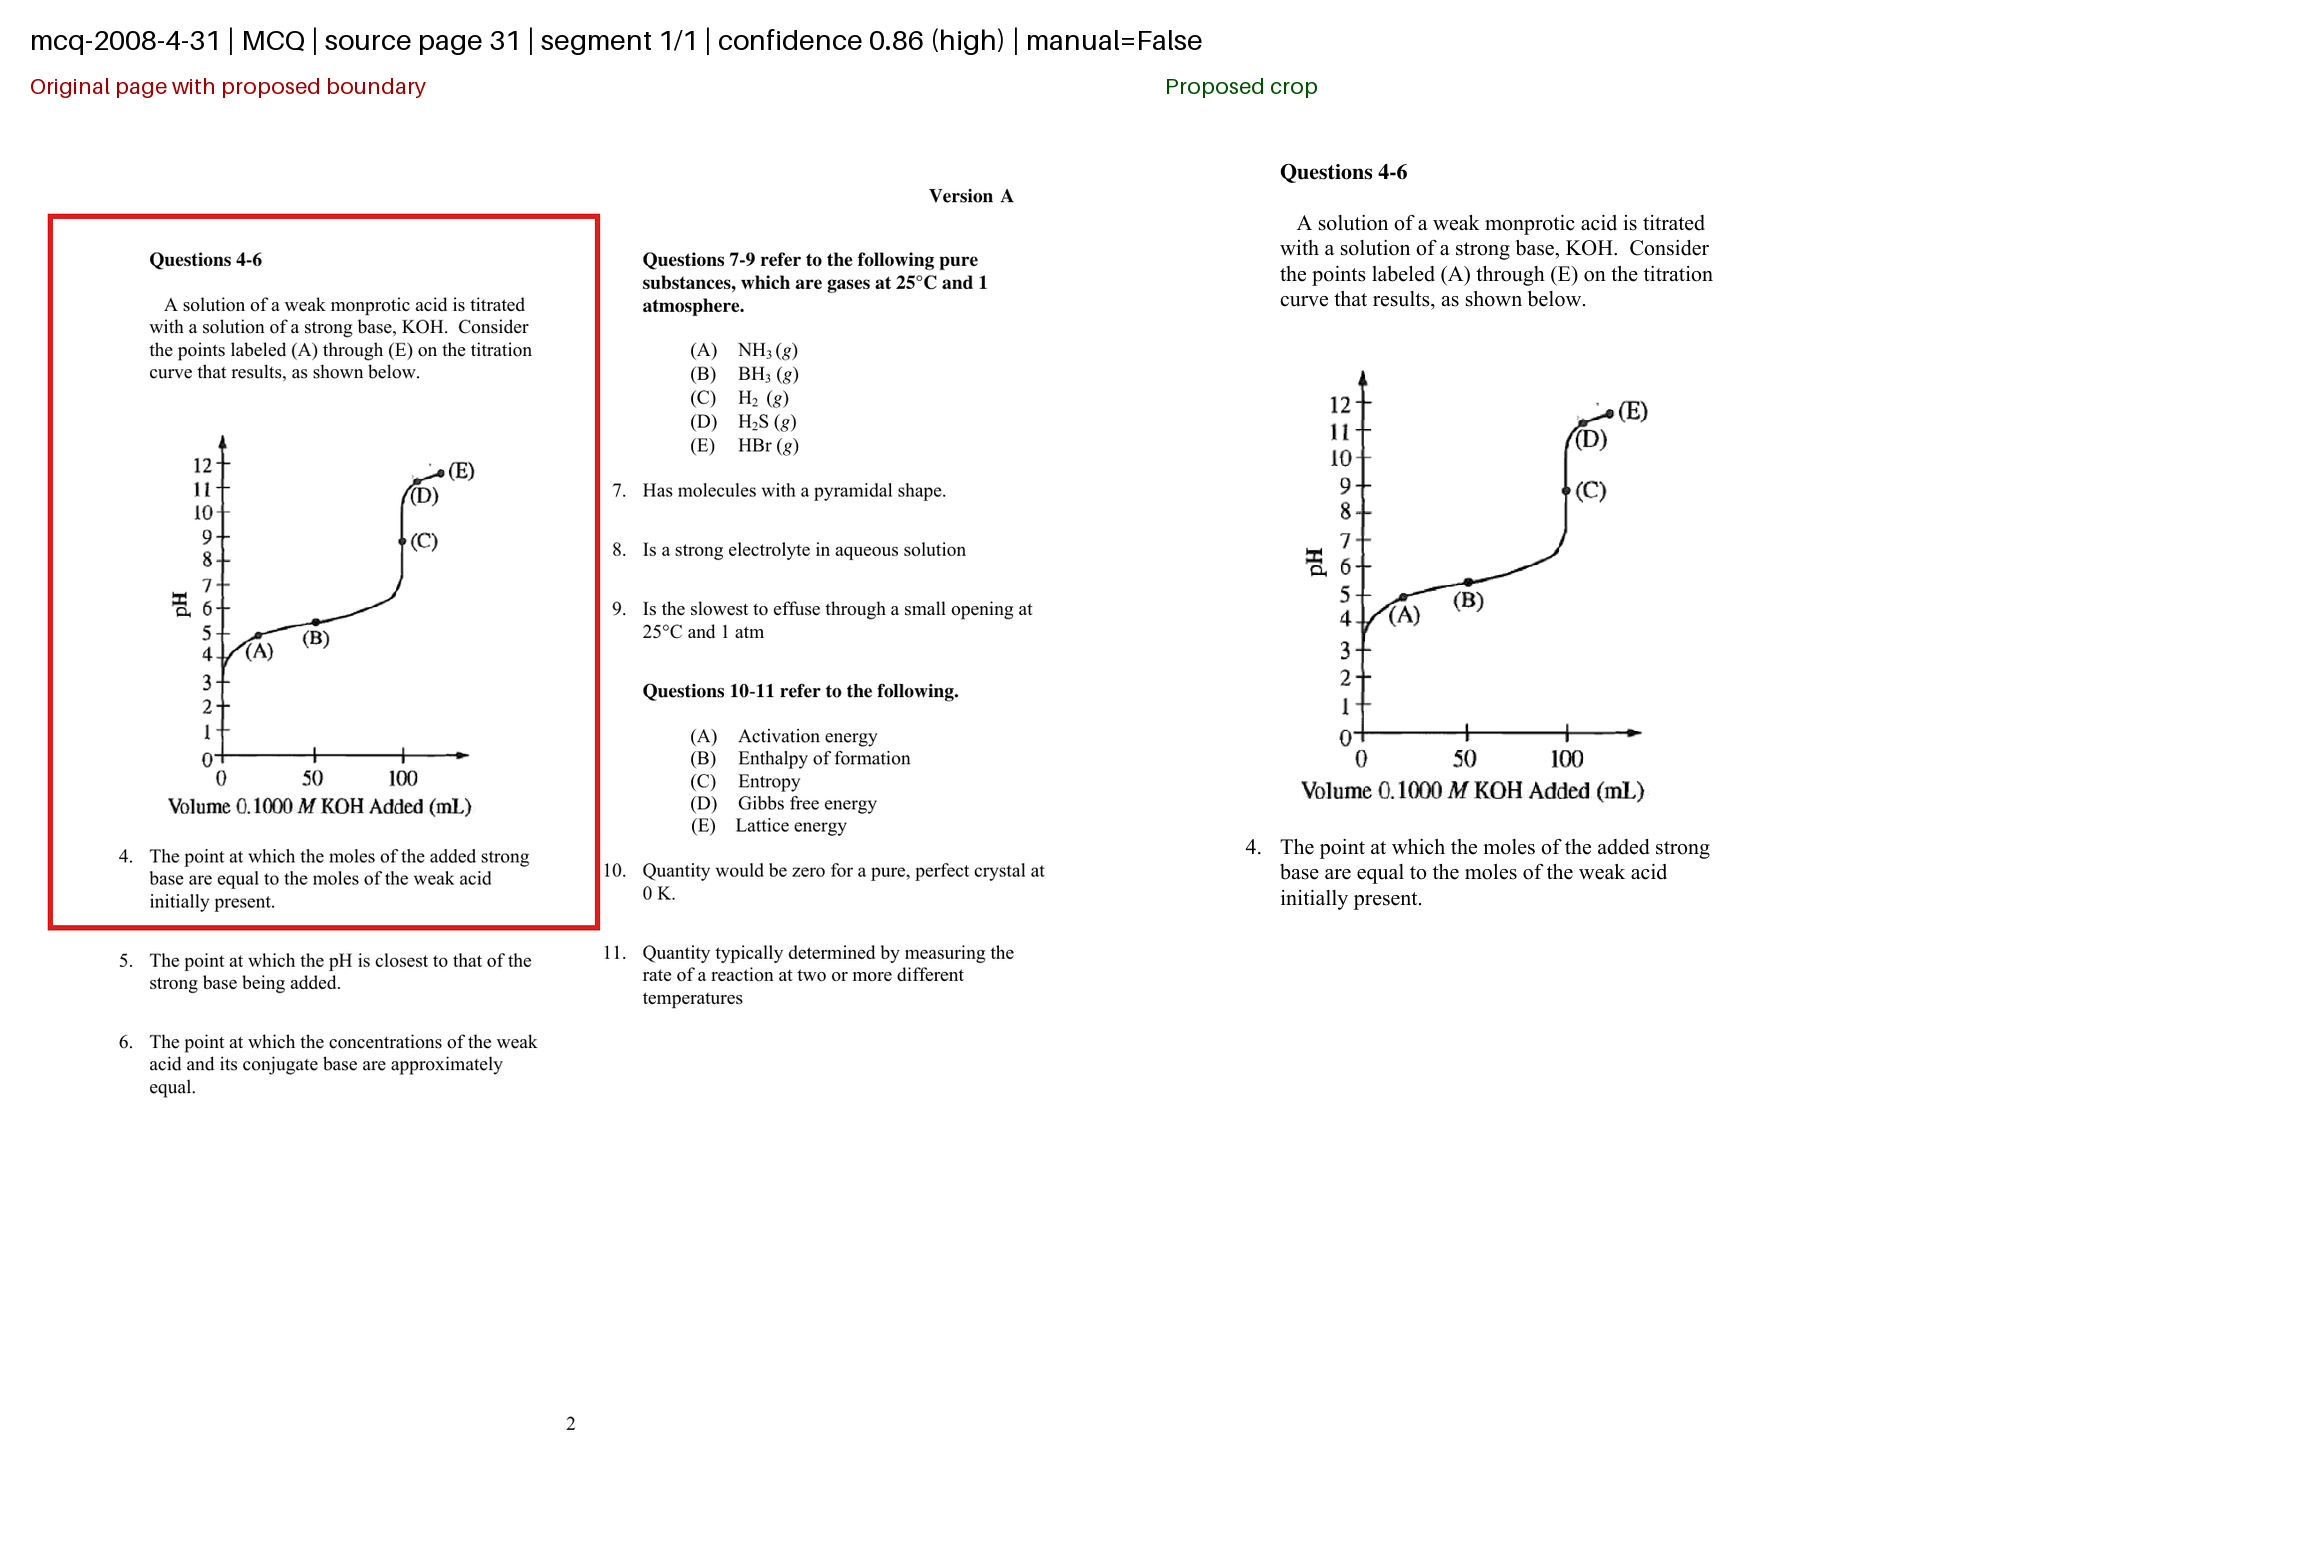 mcq-2008-4-31 | MCQ | source page 31 | segment 1/1 | confidence 0.86 (high) | manual=False
Original page with proposed boundary
Proposed crop
Version A
Questions 4-6
A solution of a weak monprotic acid is titrated
with a solution of a strong base, KOH.  Consider
the points labeled (A) through (E) on the titration
curve that results, as shown below.
12
11
10
9
8
7
6
5
4
3
2
1
0
pH
(A)
(B)
(C)
(D)
(E)
0 50 100
Volume 0.1000 M KOH Added (mL)
4. The point at which the moles of the added strong
base are equal to the moles of the weak acid
initially present.
5. The point at which the pH is closest to that of the
strong base being added.
6. The point at which the concentrations of the weak
acid and its conjugate base are approximately
equal.
Questions 7-9 refer to the following pure
substances, which are gases at 25°C and 1
atmosphere.
(A) NH₃ (g)
(B) BH₃ (g)
(C) H₂ (g)
(D) H₂S (g)
(E) HBr (g)
7. Has molecules with a pyramidal shape.
8. Is a strong electrolyte in aqueous solution
9. Is the slowest to effuse through a small opening at
25°C and 1 atm
Questions 10-11 refer to the following.
(A) Activation energy
(B) Enthalpy of formation
(C) Entropy
(D) Gibbs free energy
(E) Lattice energy
10. Quantity would be zero for a pure, perfect crystal at
0 K.
11. Quantity typically determined by measuring the
rate of a reaction at two or more different
temperatures
2
Questions 4-6
A solution of a weak monprotic acid is titrated
with a solution of a strong base, KOH.  Consider
the points labeled (A) through (E) on the titration
curve that results, as shown below.
12
11
10
9
8
7
6
5
4
3
2
1
0
pH
(A)
(B)
(C)
(D)
(E)
0 50 100
Volume 0.1000 M KOH Added (mL)
4. The point at which the moles of the added strong
base are equal to the moles of the weak acid
initially present.